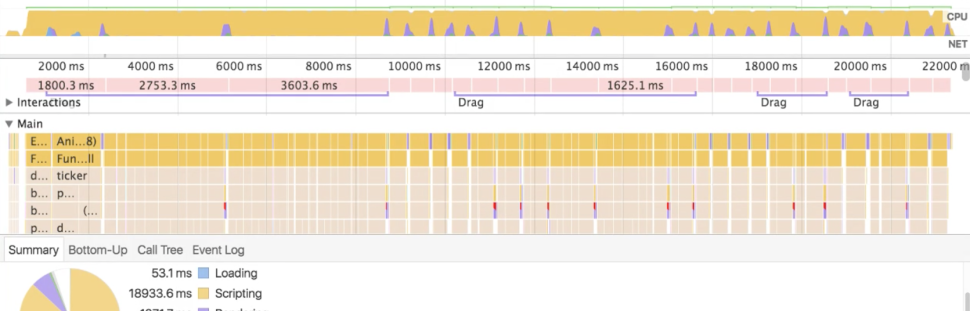 CPU
NET
2000 ms 4000 ms 6000 ms 8000 ms 10000 ms 12000 ms 14000 ms 16000 ms 18000 ms 20000 ms 22000 m
1800.3 ms 2753.3 ms 3603.6 ms 1625.1 ms
Interactions Drag Drag Drag
Main
E... Ani...8)
F... Fun...ll
d... ticker
b... p...
b... (...
p... d...
Summary Bottom-Up Call Tree Event Log
53.1 ms Loading
18933.6 ms Scripting